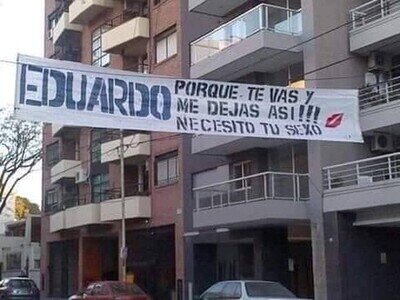 EDUARDO PORQUE TE VAS Y
ME DEJAS ASI!!!
NECESITO TU SEXO